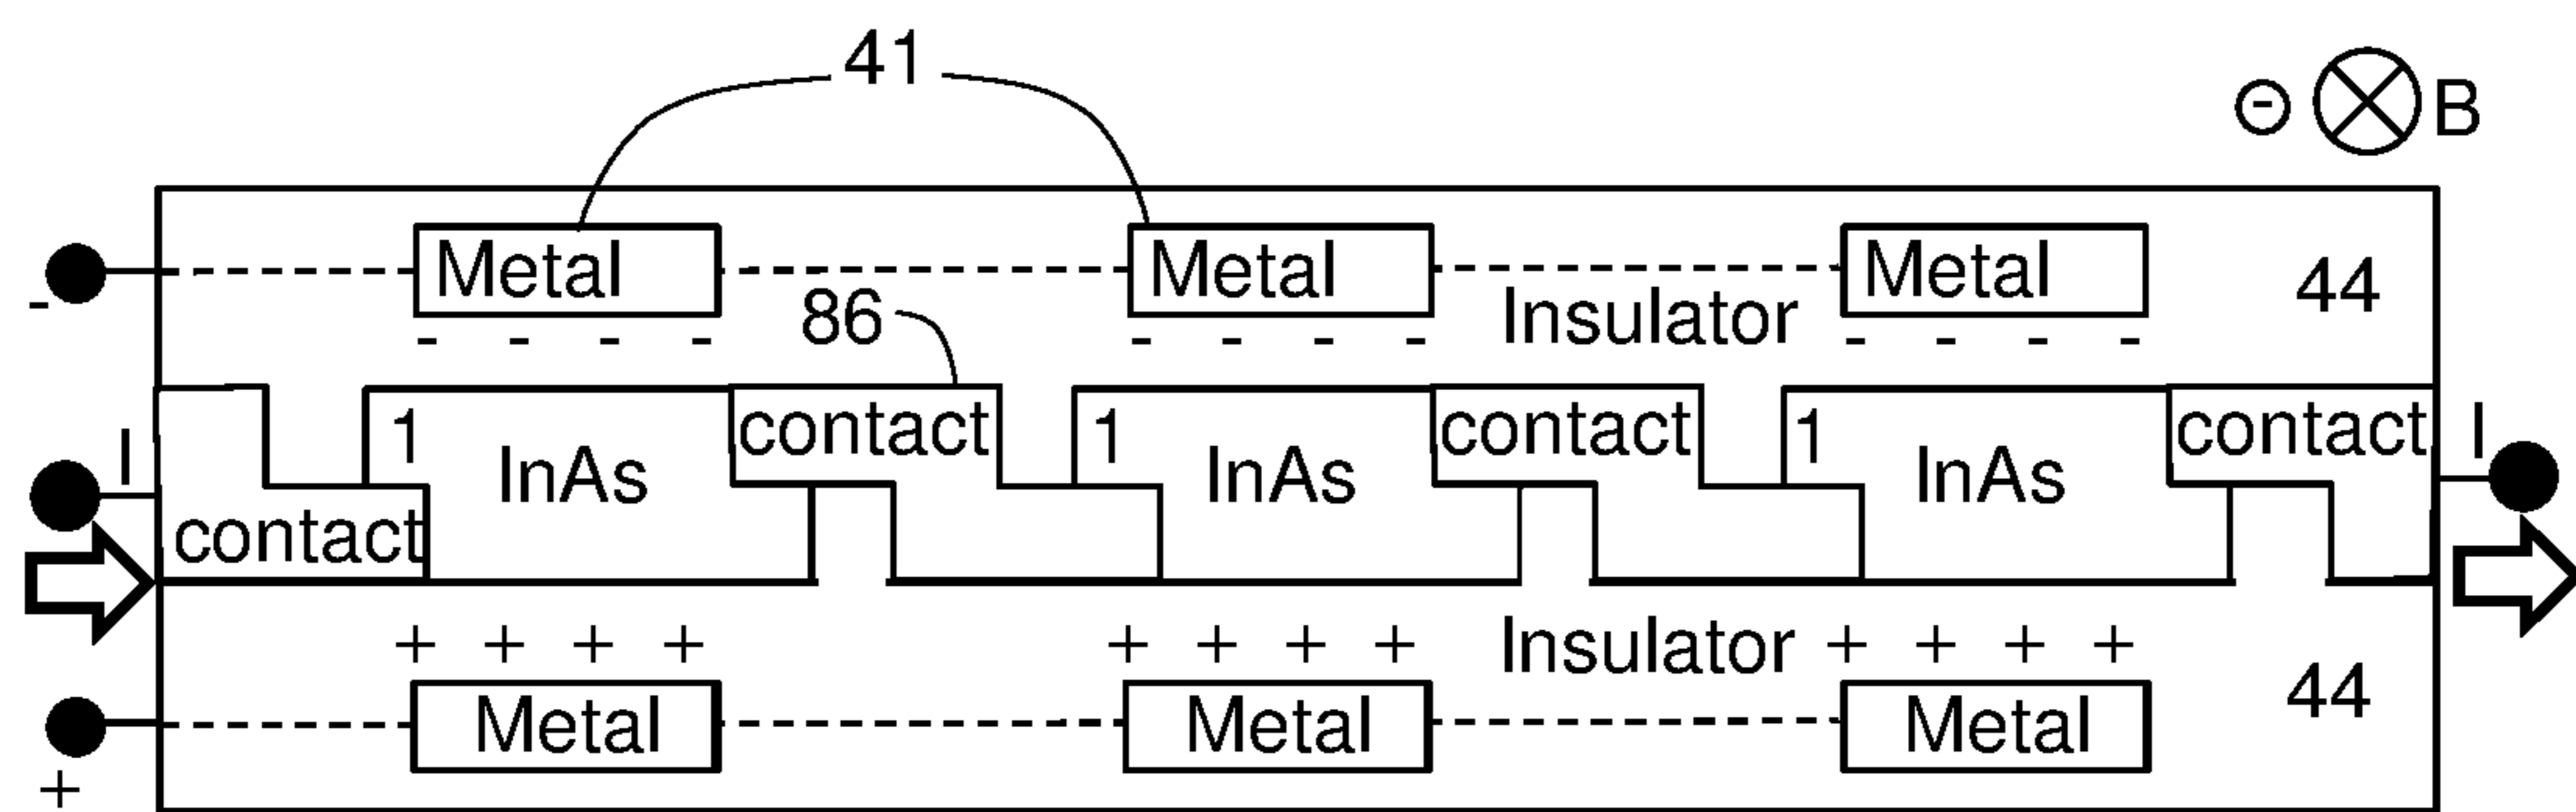 41
⊖ ⊗ B
Metal Metal Metal 44
-
86 Insulator
- - - - - - - - - - - -
I 1 contact 1 contact 1 contact I
InAs InAs InAs
contact
+ + + + + + + + Insulator + + + +
44
Metal Metal Metal
+